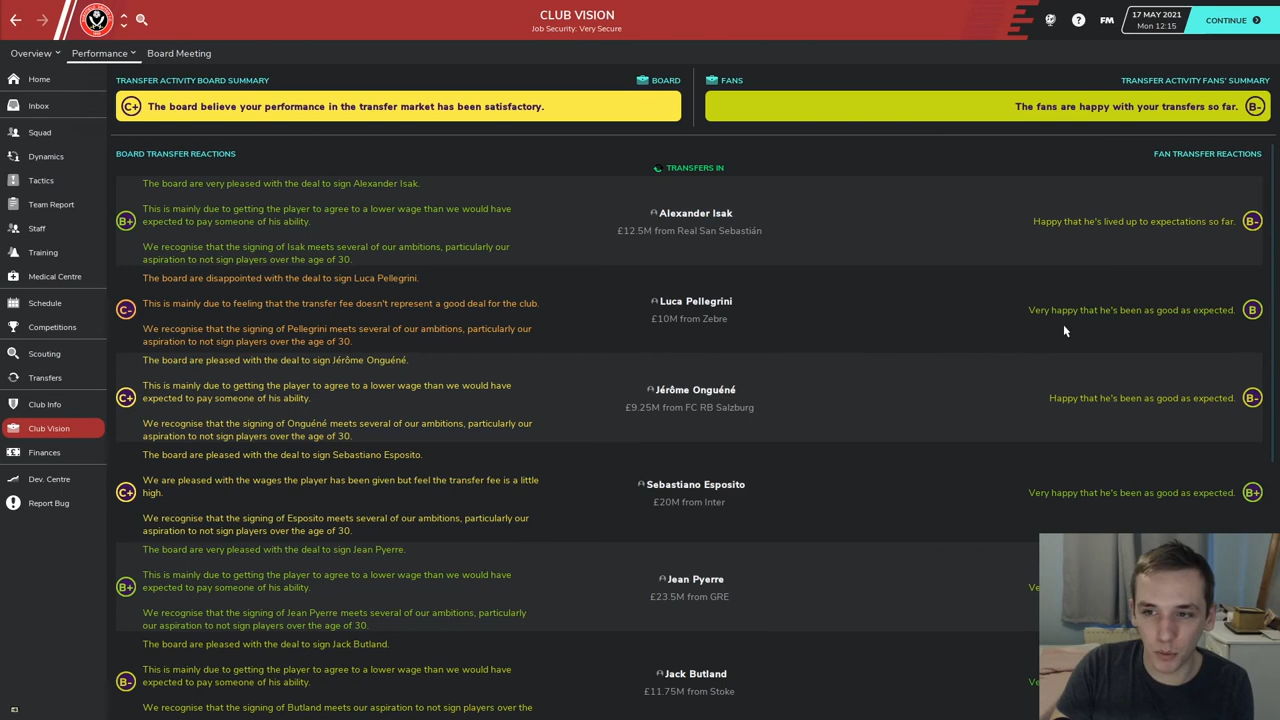 CLUB VISION
Job Security: Very Secure
FM
17 MAY 2021
Mon 12:15
CONTINUE
Overview
Performance
Board Meeting
Home
Inbox
Squad
Dynamics
Tactics
Team Report
Staff
Training
Medical Centre
Schedule
Competitions
Scouting
Transfers
Club Info
Club Vision
Finances
Dev. Centre
Report Bug
TRANSFER ACTIVITY BOARD SUMMARY
BOARD
FANS
TRANSFER ACTIVITY FANS' SUMMARY
C+ The board believe your performance in the transfer market has been satisfactory.
The fans are happy with your transfers so far. B-
BOARD TRANSFER REACTIONS
TRANSFERS IN
FAN TRANSFER REACTIONS
The board are very pleased with the deal to sign Alexander Isak.
This is mainly due to getting the player to agree to a lower wage than we would have
expected to pay someone of his ability.
We recognise that the signing of Isak meets several of our ambitions, particularly our
aspiration to not sign players over the age of 30.
B+
Alexander Isak
£12.5M from Real San Sebastián
Happy that he's lived up to expectations so far. B-
The board are disappointed with the deal to sign Luca Pellegrini.
This is mainly due to feeling that the transfer fee doesn't represent a good deal for the club.
We recognise that the signing of Pellegrini meets several of our ambitions, particularly our
aspiration to not sign players over the age of 30.
C-
Luca Pellegrini
£10M from Zebre
Very happy that he's been as good as expected. B
The board are pleased with the deal to sign Jérôme Onguéné.
This is mainly due to getting the player to agree to a lower wage than we would have
expected to pay someone of his ability.
We recognise that the signing of Onguéné meets several of our ambitions, particularly our
aspiration to not sign players over the age of 30.
C+
Jérôme Onguéné
£9.25M from FC RB Salzburg
Happy that he's been as good as expected. B-
The board are pleased with the deal to sign Sebastiano Esposito.
We are pleased with the wages the player has been given but feel the transfer fee is a little
high.
We recognise that the signing of Esposito meets several of our ambitions, particularly our
aspiration to not sign players over the age of 30.
C+
Sebastiano Esposito
£20M from Inter
Very happy that he's been as good as expected. B+
The board are very pleased with the deal to sign Jean Pyerre.
This is mainly due to getting the player to agree to a lower wage than we would have
expected to pay someone of his ability.
We recognise that the signing of Jean Pyerre meets several of our ambitions, particularly
our aspiration to not sign players over the age of 30.
B+
Jean Pyerre
£23.5M from GRE
The board are pleased with the deal to sign Jack Butland.
This is mainly due to getting the player to agree to a lower wage than we would have
expected to pay someone of his ability.
We recognise that the signing of Butland meets our aspiration to not sign players over the
B-
Jack Butland
£11.75M from Stoke